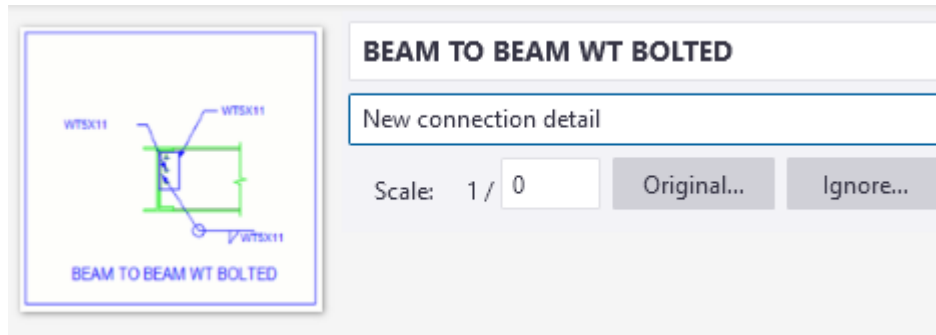 WT5X11
WT5X11
WT5X11
BEAM TO BEAM WT BOLTED
BEAM TO BEAM WT BOLTED
New connection detail
Scale: 1 / 0 Original... Ignore...